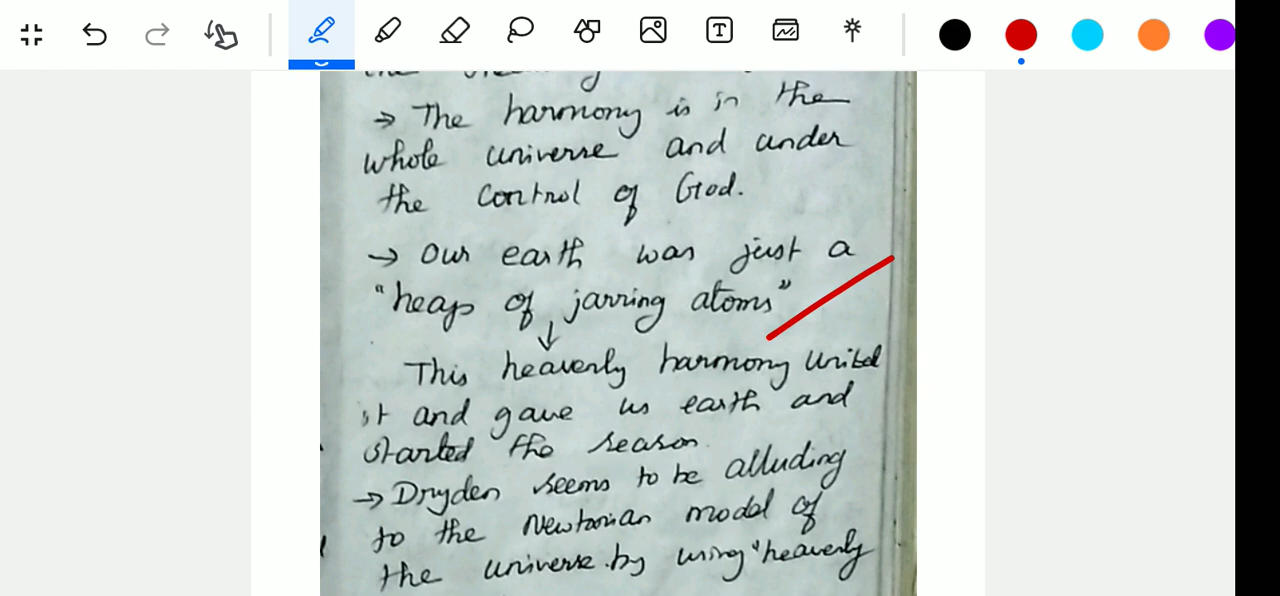 → The harmony is in the
whole universe and under
the control of God.
→ Our earth was just a
"heap of jarring atoms"
↓
This heavenly harmony united
it and gave us earth and
started the season.
→ Dryden seems to be alluding
to the Newtonian model of
the universe by using "heavenly